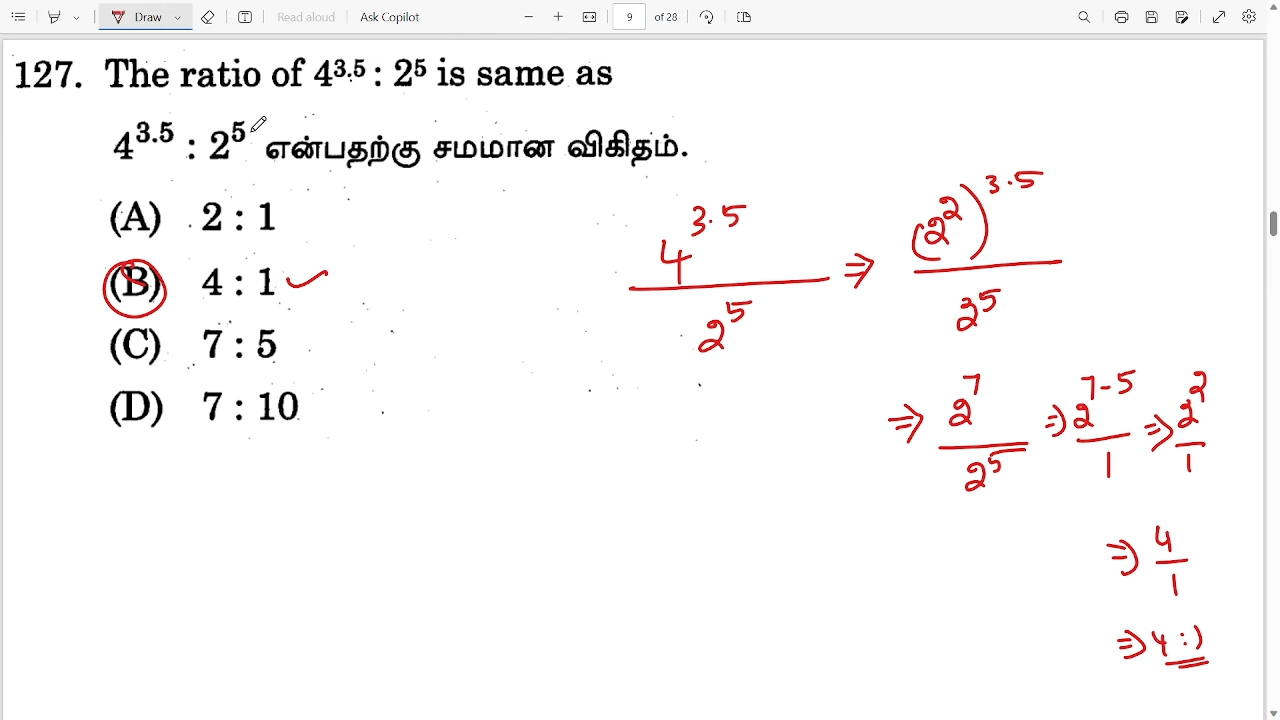 Draw
Read aloud
Ask Copilot
9
of 28
127. The ratio of 4^3.5 : 2^5 is same as
4^3.5 : 2^5 என்பதற்கு சமமான விகிதம்.
(A) 2 : 1
(B) 4 : 1 ✓
(C) 7 : 5
(D) 7 : 10
4^3.5 / 2^5 ⇒ (2^2)^3.5 / 2^5
⇒ 2^7 / 2^5 ⇒ 2^7-5 / 1 ⇒ 2^2 / 1
⇒ 4 / 1
⇒ 4 : 1